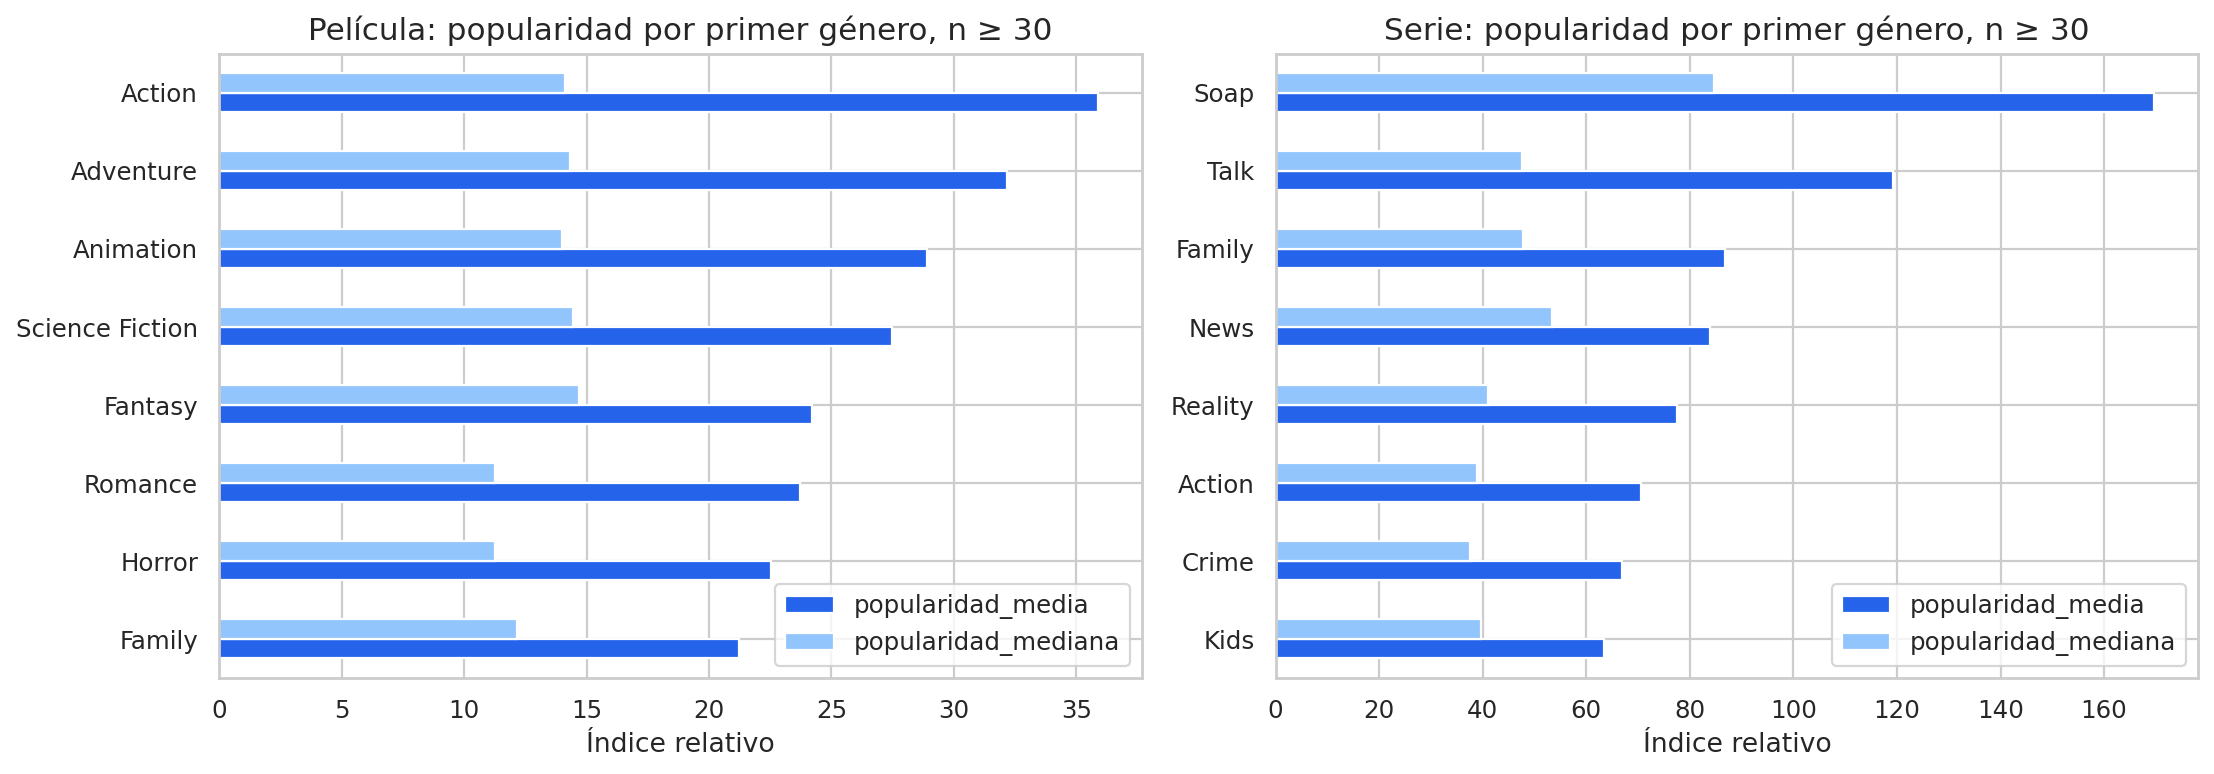 Película: popularidad por primer género, n ≥ 30
Action
Adventure
Animation
Science Fiction
Fantasy
Romance
Horror
Family
popularidad_media
popularidad_mediana
0 5 10 15 20 25 30 35
Índice relativo
Serie: popularidad por primer género, n ≥ 30
Soap
Talk
Family
News
Reality
Action
Crime
Kids
popularidad_media
popularidad_mediana
0 20 40 60 80 100 120 140 160
Índice relativo